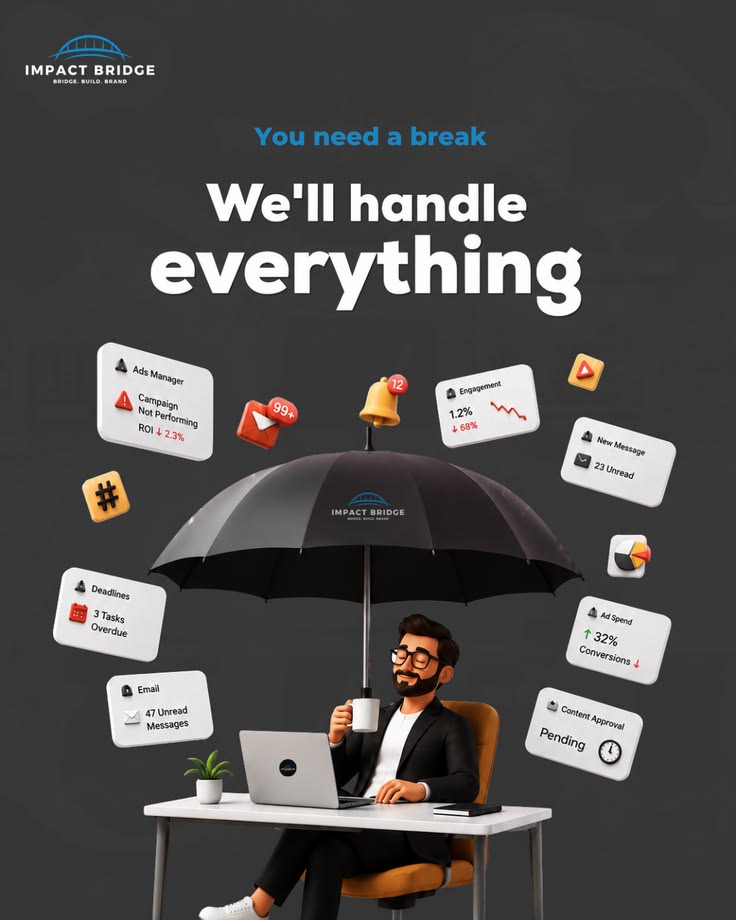 IMPACT BRIDGE
BRIDGE. BUILD. BRAND
You need a break
We'll handle
everything
Ads Manager
Campaign
Not Performing
ROI ↓ 2.3%
99+
12
Engagement
1.2%
↓ 68%
New Message
23 Unread
#
IMPACT BRIDGE
BRIDGE. BUILD. BRAND
Deadlines
3 Tasks
Overdue
Ad Spend
↑ 32%
Conversions ↓
Email
47 Unread
Messages
Content Approval
Pending